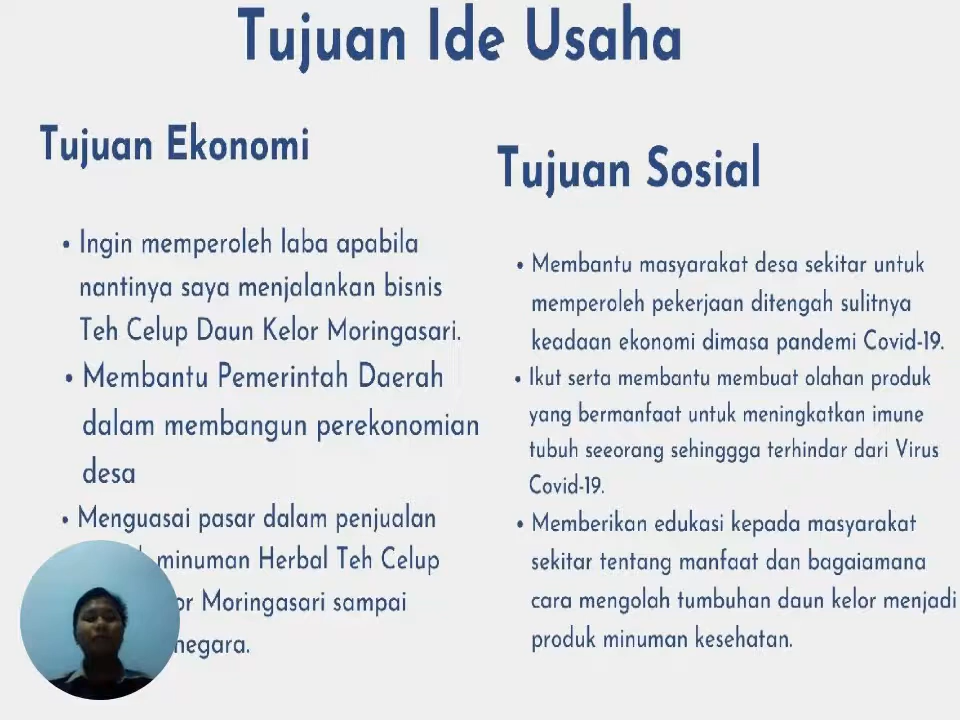 Tujuan Ide Usaha
Tujuan Ekonomi
• Ingin memperoleh laba apabila
nantinya saya menjalankan bisnis
Teh Celup Daun Kelor Moringasari.
• Membantu Pemerintah Daerah
dalam membangun perekonomian
desa
• Menguasai pasar dalam penjualan
minuman Herbal Teh Celup
Moringasari sampai
negara.
Tujuan Sosial
• Membantu masyarakat desa sekitar untuk
memperoleh pekerjaan ditengah sulitnya
keadaan ekonomi dimasa pandemi Covid-19.
• Ikut serta membantu membuat olahan produk
yang bermanfaat untuk meningkatkan imune
tubuh seeorang sehinggga terhindar dari Virus
Covid-19.
• Memberikan edukasi kepada masyarakat
sekitar tentang manfaat dan bagaiamana
cara mengolah tumbuhan daun kelor menjadi
produk minuman kesehatan.